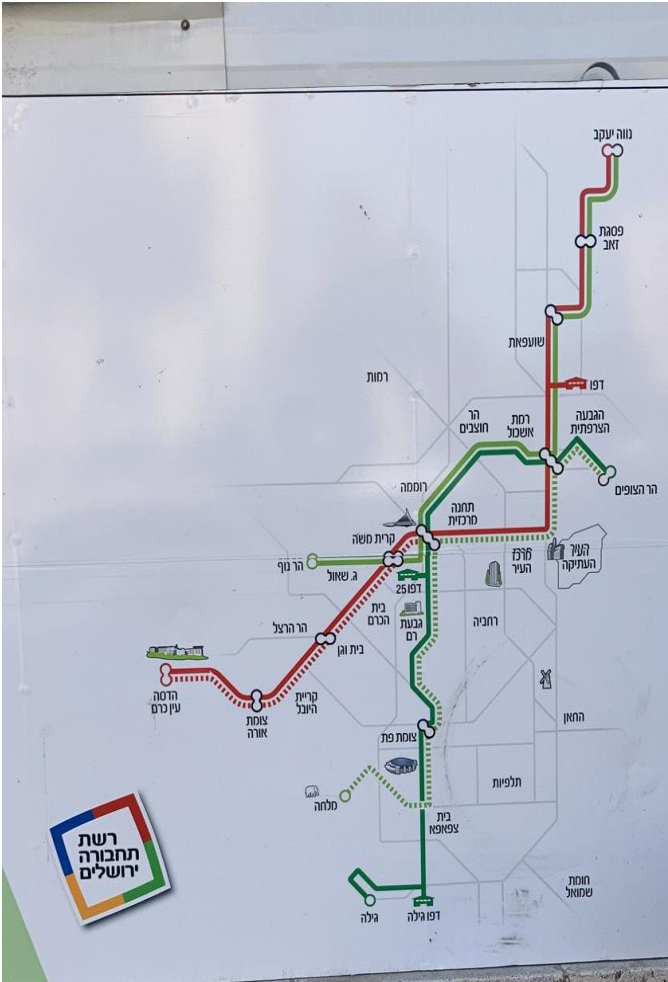 נווה יעקב
פסגת
זאב
שועפאת
רמות
דפו
הגבעה
הצרפתית
רמת
אשכול
הר
חוצבים
הר הצופים
רוממה
תחנה
מרכזית
קרית משה
העיר
העתיקה
מרכז
העיר
הר נוף
ג. שאול
דפו 25
בית
הכרם
גבעת
רם
רחביה
הר הרצל
בית וגן
הדסה
עין כרם
קריית
היובל
צומת
אורה
צומת פת
החאן
תלפיות
מלחה
בית
צפאפא
חומת
שמואל
גילה
דפו גילה
רשת
תחבורה
ירושלים